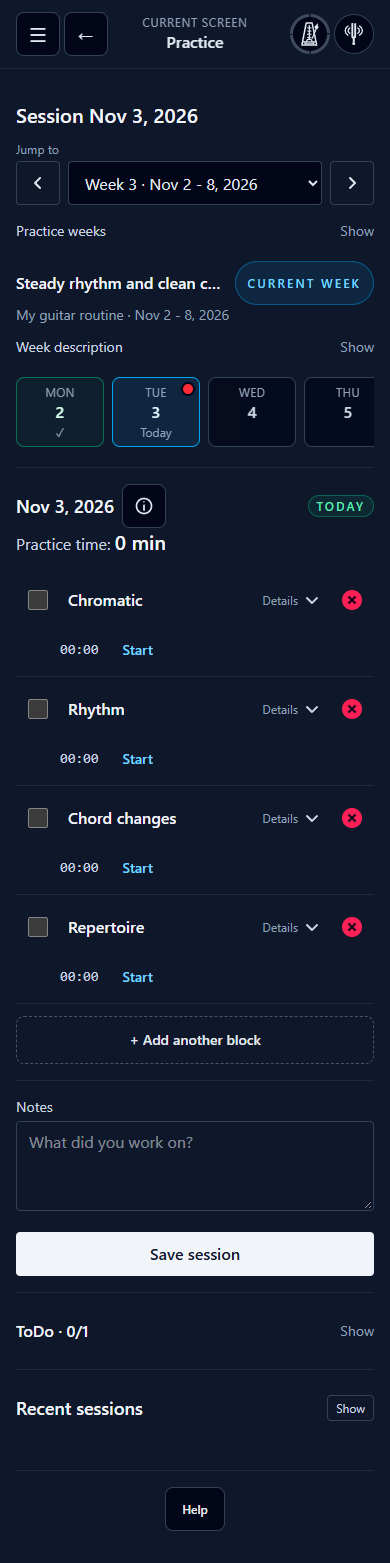 CURRENT SCREEN
Practice
Session Nov 3, 2026
Jump to
Week 3 · Nov 2 - 8, 2026
Practice weeks Show
Steady rhythm and clean c... CURRENT WEEK
My guitar routine · Nov 2 - 8, 2026
Week description Show
MON TUE WED THU
2 3 4 5
✓ Today
Nov 3, 2026 TODAY
Practice time: 0 min
Chromatic Details
00:00 Start
Rhythm Details
00:00 Start
Chord changes Details
00:00 Start
Repertoire Details
00:00 Start
+ Add another block
Notes
What did you work on?
Save session
ToDo · 0/1 Show
Recent sessions Show
Help